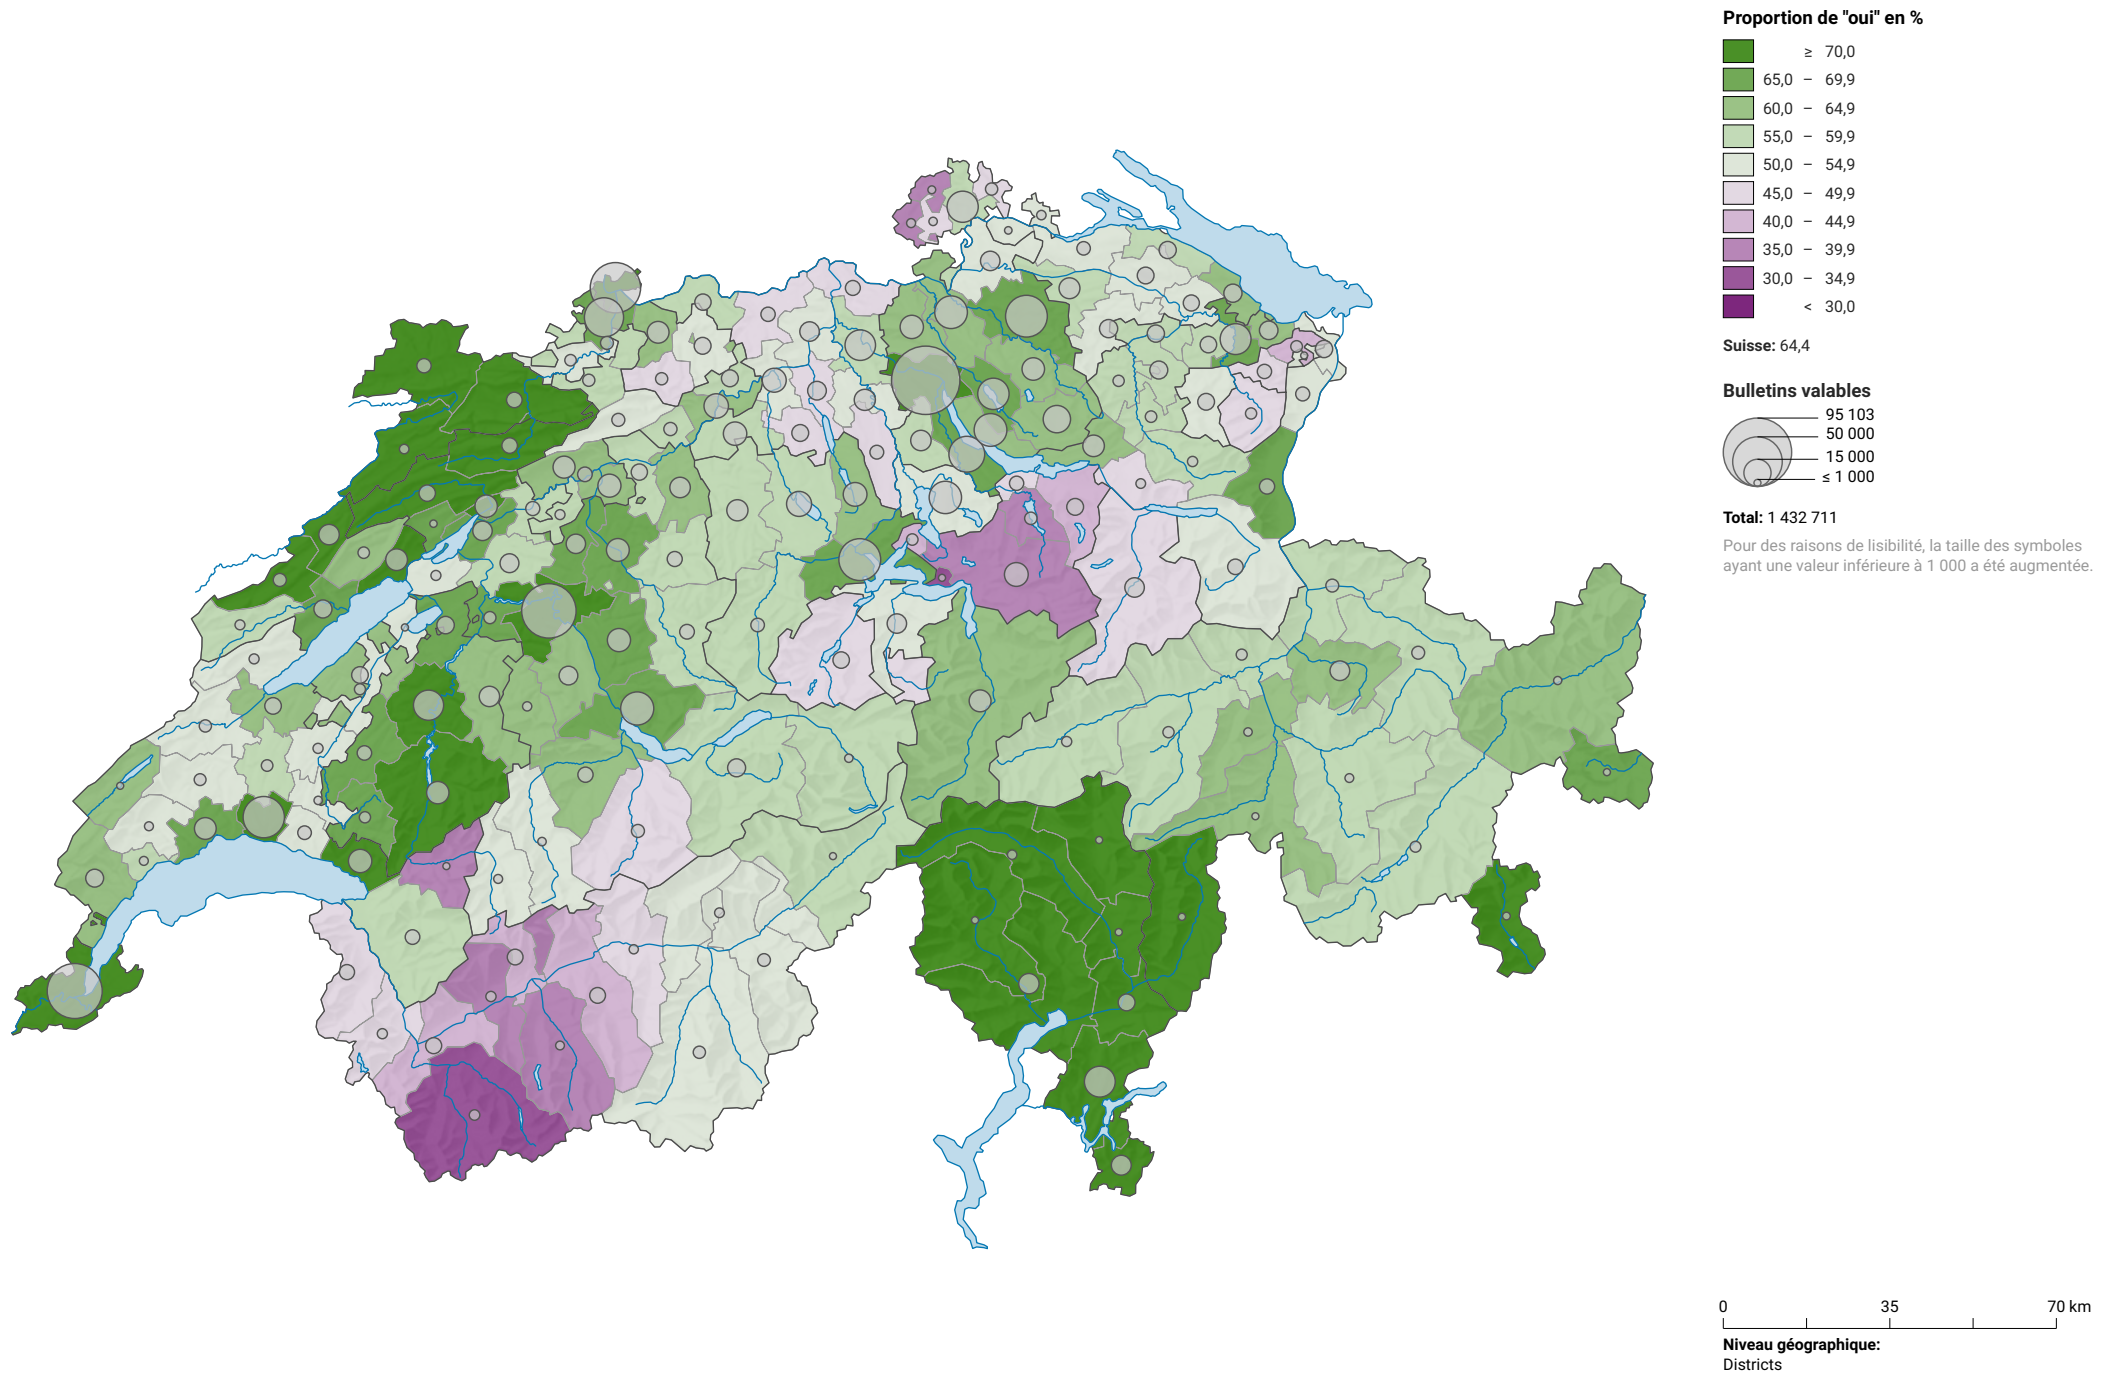 Proportion de "oui" en %
≥ 70,0
65,0 – 69,9
60,0 – 64,9
55,0 – 59,9
50,0 – 54,9
45,0 – 49,9
40,0 – 44,9
35,0 – 39,9
30,0 – 34,9
< 30,0
Suisse: 64,4
Bulletins valables
95 103
50 000
15 000
≤ 1 000
Total: 1 432 711
Pour des raisons de lisibilité, la taille des symboles
ayant une valeur inférieure à 1 000 a été augmentée.
0 35 70 km
Niveau géographique:
Districts